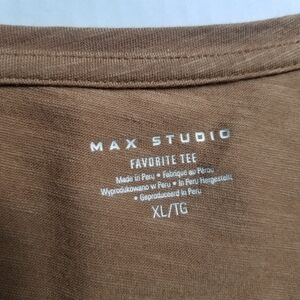 MAX STUDIO
FAVORITE TEE
Made in Peru • Fabriqué au Pérou
Wyprodukowano w Peru • In Peru Hergestellt
• Geproduceerd in Peru
XL/TG